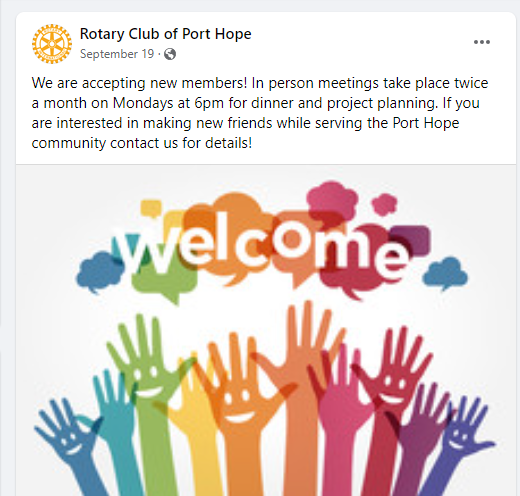 Rotary Club of Port Hope
September 19 ·
We are accepting new members! In person meetings take place twice
a month on Mondays at 6pm for dinner and project planning. If you
are interested in making new friends while serving the Port Hope
community contact us for details!
welcome